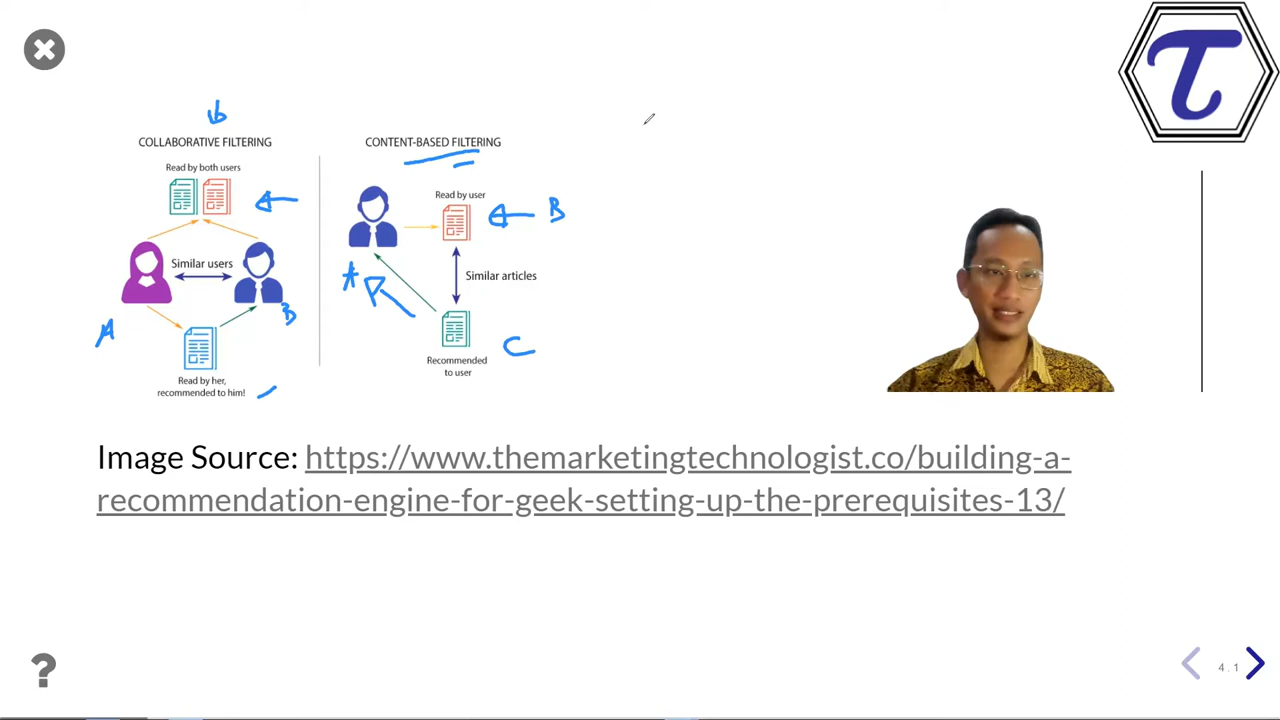 COLLABORATIVE FILTERING
Read by both users
Similar users
A
B
Read by her,
recommended to him!
CONTENT-BASED FILTERING
Read by user
B
A
Similar articles
C
Recommended
to user
Image Source: https://www.themarketingtechnologist.co/building-a-
recommendation-engine-for-geek-setting-up-the-prerequisites-13/
?
4.1